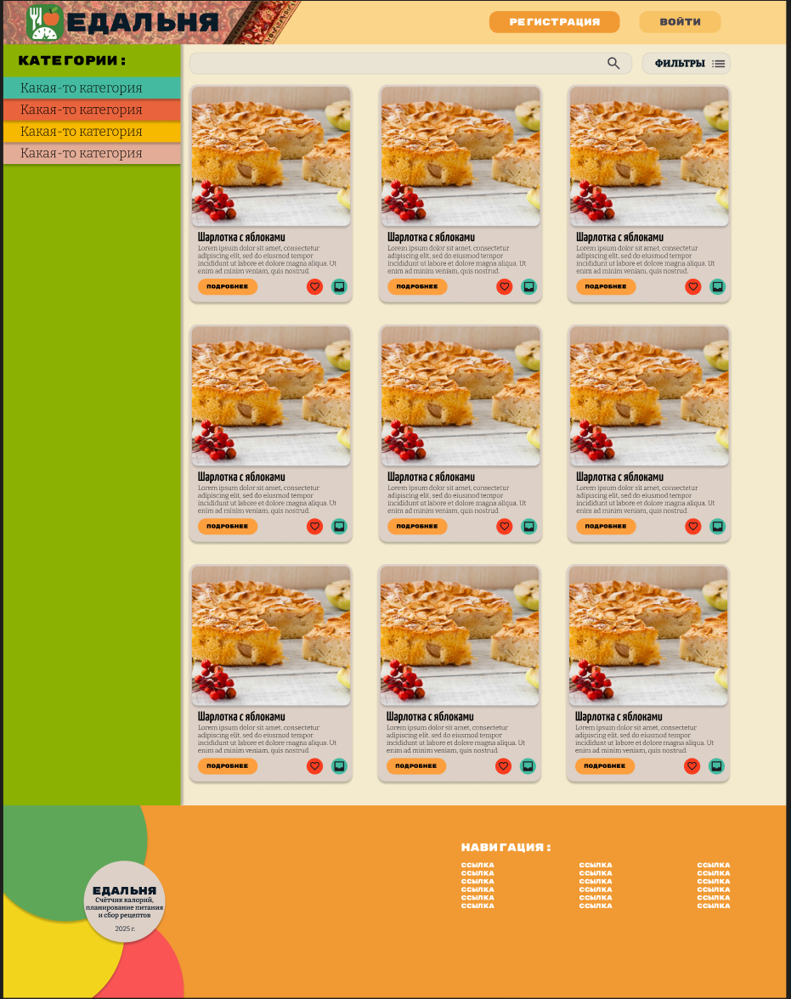 ЕДАЛЬНЯ
РЕГИСТРАЦИЯ
ВОЙТИ
КАТЕГОРИИ:
Какая-то категория
Какая-то категория
Какая-то категория
Какая-то категория
ФИЛЬТРЫ
Шарлотка с яблоками
Lorem ipsum dolor sit amet, consectetur
adipiscing elit, sed do eiusmod tempor
incididunt ut labore et dolore magna aliqua. Ut
enim ad minim veniam, quis nostrud.
ПОДРОБНЕЕ
Шарлотка с яблоками
Lorem ipsum dolor sit amet, consectetur
adipiscing elit, sed do eiusmod tempor
incididunt ut labore et dolore magna aliqua. Ut
enim ad minim veniam, quis nostrud.
ПОДРОБНЕЕ
Шарлотка с яблоками
Lorem ipsum dolor sit amet, consectetur
adipiscing elit, sed do eiusmod tempor
incididunt ut labore et dolore magna aliqua. Ut
enim ad minim veniam, quis nostrud.
ПОДРОБНЕЕ
Шарлотка с яблоками
Lorem ipsum dolor sit amet, consectetur
adipiscing elit, sed do eiusmod tempor
incididunt ut labore et dolore magna aliqua. Ut
enim ad minim veniam, quis nostrud.
ПОДРОБНЕЕ
Шарлотка с яблоками
Lorem ipsum dolor sit amet, consectetur
adipiscing elit, sed do eiusmod tempor
incididunt ut labore et dolore magna aliqua. Ut
enim ad minim veniam, quis nostrud.
ПОДРОБНЕЕ
Шарлотка с яблоками
Lorem ipsum dolor sit amet, consectetur
adipiscing elit, sed do eiusmod tempor
incididunt ut labore et dolore magna aliqua. Ut
enim ad minim veniam, quis nostrud.
ПОДРОБНЕЕ
Шарлотка с яблоками
Lorem ipsum dolor sit amet, consectetur
adipiscing elit, sed do eiusmod tempor
incididunt ut labore et dolore magna aliqua. Ut
enim ad minim veniam, quis nostrud.
ПОДРОБНЕЕ
Шарлотка с яблоками
Lorem ipsum dolor sit amet, consectetur
adipiscing elit, sed do eiusmod tempor
incididunt ut labore et dolore magna aliqua. Ut
enim ad minim veniam, quis nostrud.
ПОДРОБНЕЕ
Шарлотка с яблоками
Lorem ipsum dolor sit amet, consectetur
adipiscing elit, sed do eiusmod tempor
incididunt ut labore et dolore magna aliqua. Ut
enim ad minim veniam, quis nostrud.
ПОДРОБНЕЕ
ЕДАЛЬНЯ
Счётчик калорий,
планирование питания
и сбор рецептов
2025 г.
НАВИГАЦИЯ:
ССЫЛКА ССЫЛКА ССЫЛКА
ССЫЛКА ССЫЛКА ССЫЛКА
ССЫЛКА ССЫЛКА ССЫЛКА
ССЫЛКА ССЫЛКА ССЫЛКА
ССЫЛКА ССЫЛКА ССЫЛКА
ССЫЛКА ССЫЛКА ССЫЛКА